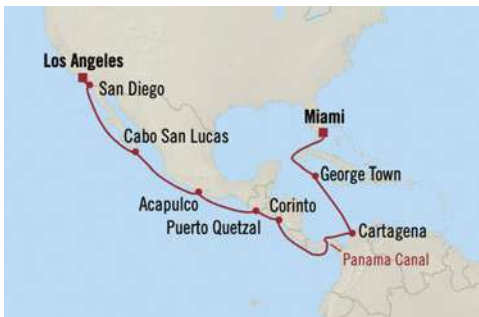 Los Angeles
San Diego
Miami
Cabo San Lucas
George Town
Acapulco
Corinto
Puerto Quetzal
Cartagena
Panama Canal